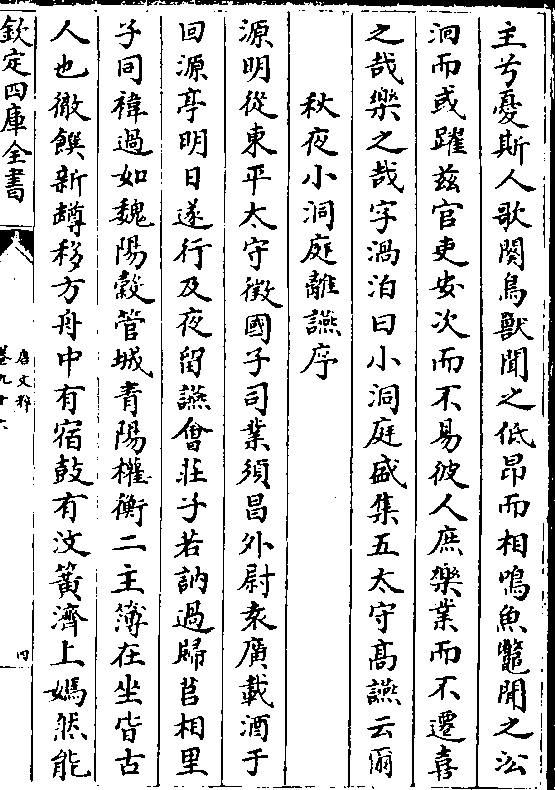 主兮憂斯人歌闋鳥獸聞之低昂而相鳴魚鼈聞之汃
洄而或躍兹官吏安次而不易彼人庶樂業而不遷喜
之哉樂之哉字渦泊曰小洞庭盛集五太守高讌云爾
秋夜小洞庭離讌序
源明從東平太守徵國子司業須昌外尉袁廣載酒于
回源亭明日遂行及夜留讌㑹莊子若訥過歸莒相里
子同禕過如魏陽榖管城青陽權衡二主簿在坐皆古
人也徹饌新罇移方舟中有宿鼓有汶簧濟上嫣然能
欽定四庫全書
唐文粹
卷九十六
四